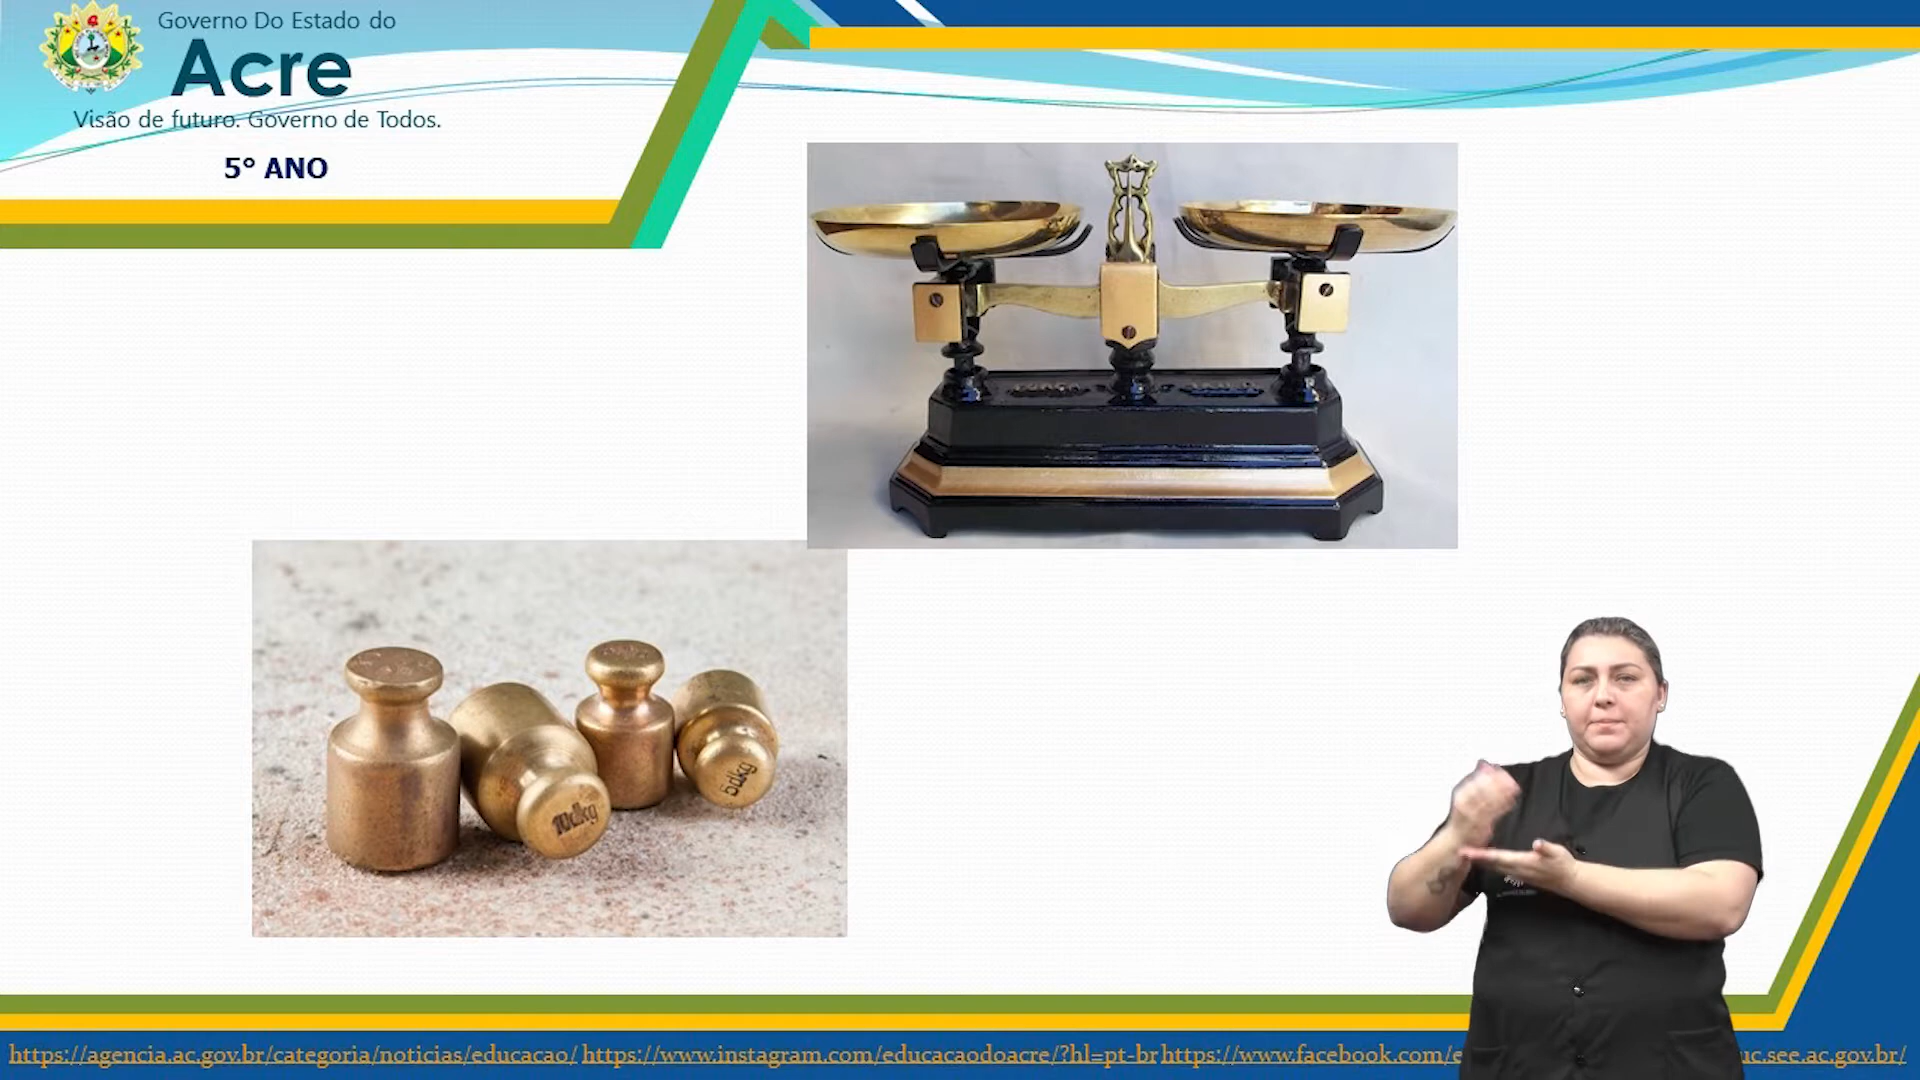 Governo Do Estado do
Acre
Visão de futuro. Governo de Todos.
5° ANO
10dkg
5dkg
https://agencia.ac.gov.br/categoria/noticias/educacao/ https://www.instagram.com/educacaodoacre/?hl=pt-br https://www.facebook.com/e uc.see.ac.gov.br/